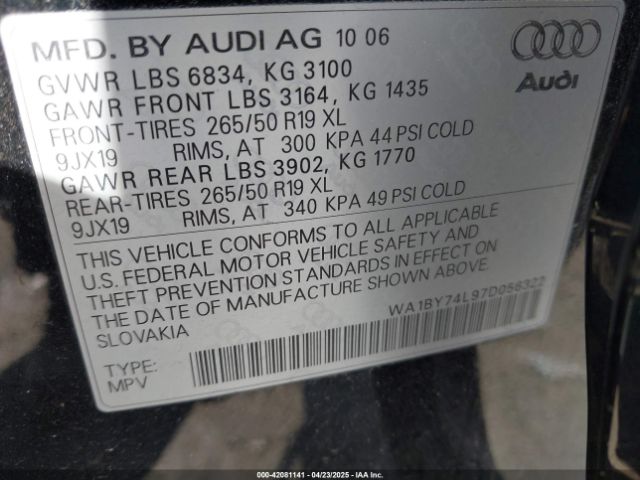 MFD. BY AUDI AG 10 06
GVWR LBS 6834, KG 3100
GAWR FRONT LBS 3164, KG 1435
FRONT-TIRES 265/50 R19 XL
9JX19 RIMS, AT 300 KPA 44 PSI COLD
GAWR REAR LBS 3902, KG 1770
REAR-TIRES 265/50 R19 XL
9JX19 RIMS, AT 340 KPA 49 PSI COLD
THIS VEHICLE CONFORMS TO ALL APPLICABLE
U.S. FEDERAL MOTOR VEHICLE SAFETY AND
THEFT PREVENTION STANDARDS IN EFFECT ON
THE DATE OF MANUFACTURE SHOWN ABOVE.
SLOVAKIA
WA1BY74L97D056322
TYPE:
MPV
Audi
00-42081141 - 04/23/2025 - IAA Inc.